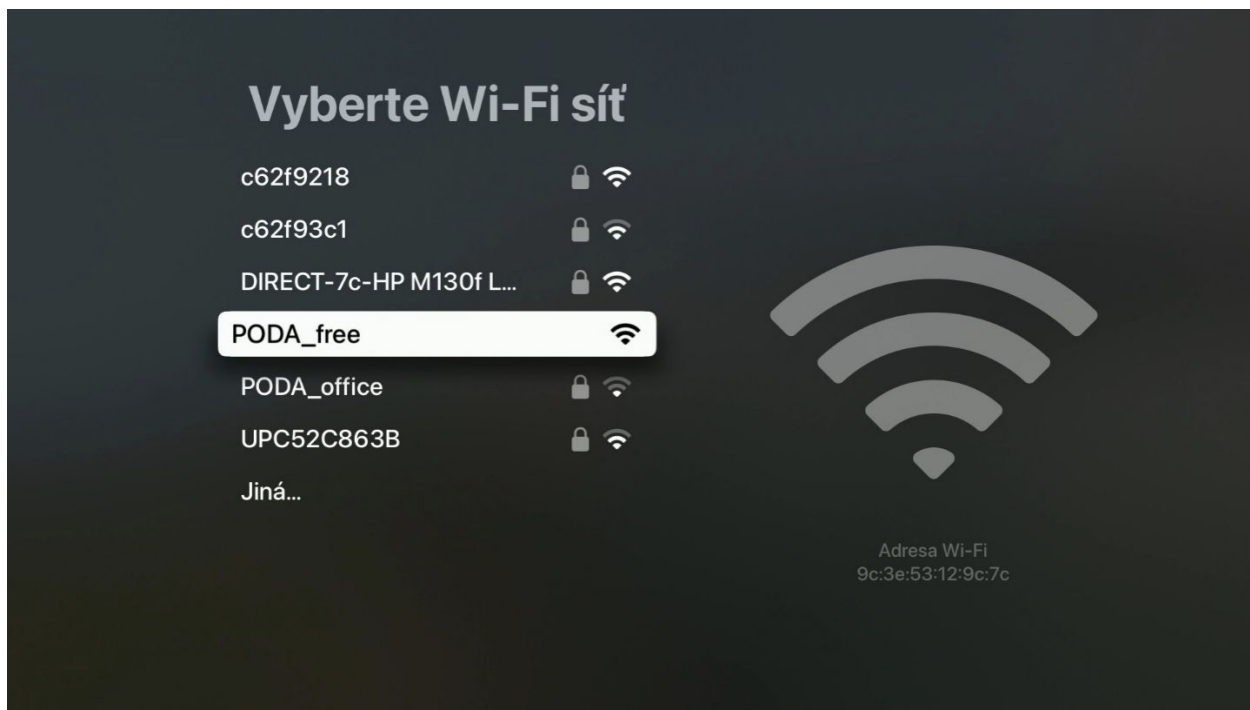 Vyberte Wi-Fi síť
c62f9218
c62f93c1
DIRECT-7c-HP M130f L...
PODA_free
PODA_office
UPC52C863B
Jiná...
Adresa Wi-Fi
9c:3e:53:12:9c:7c